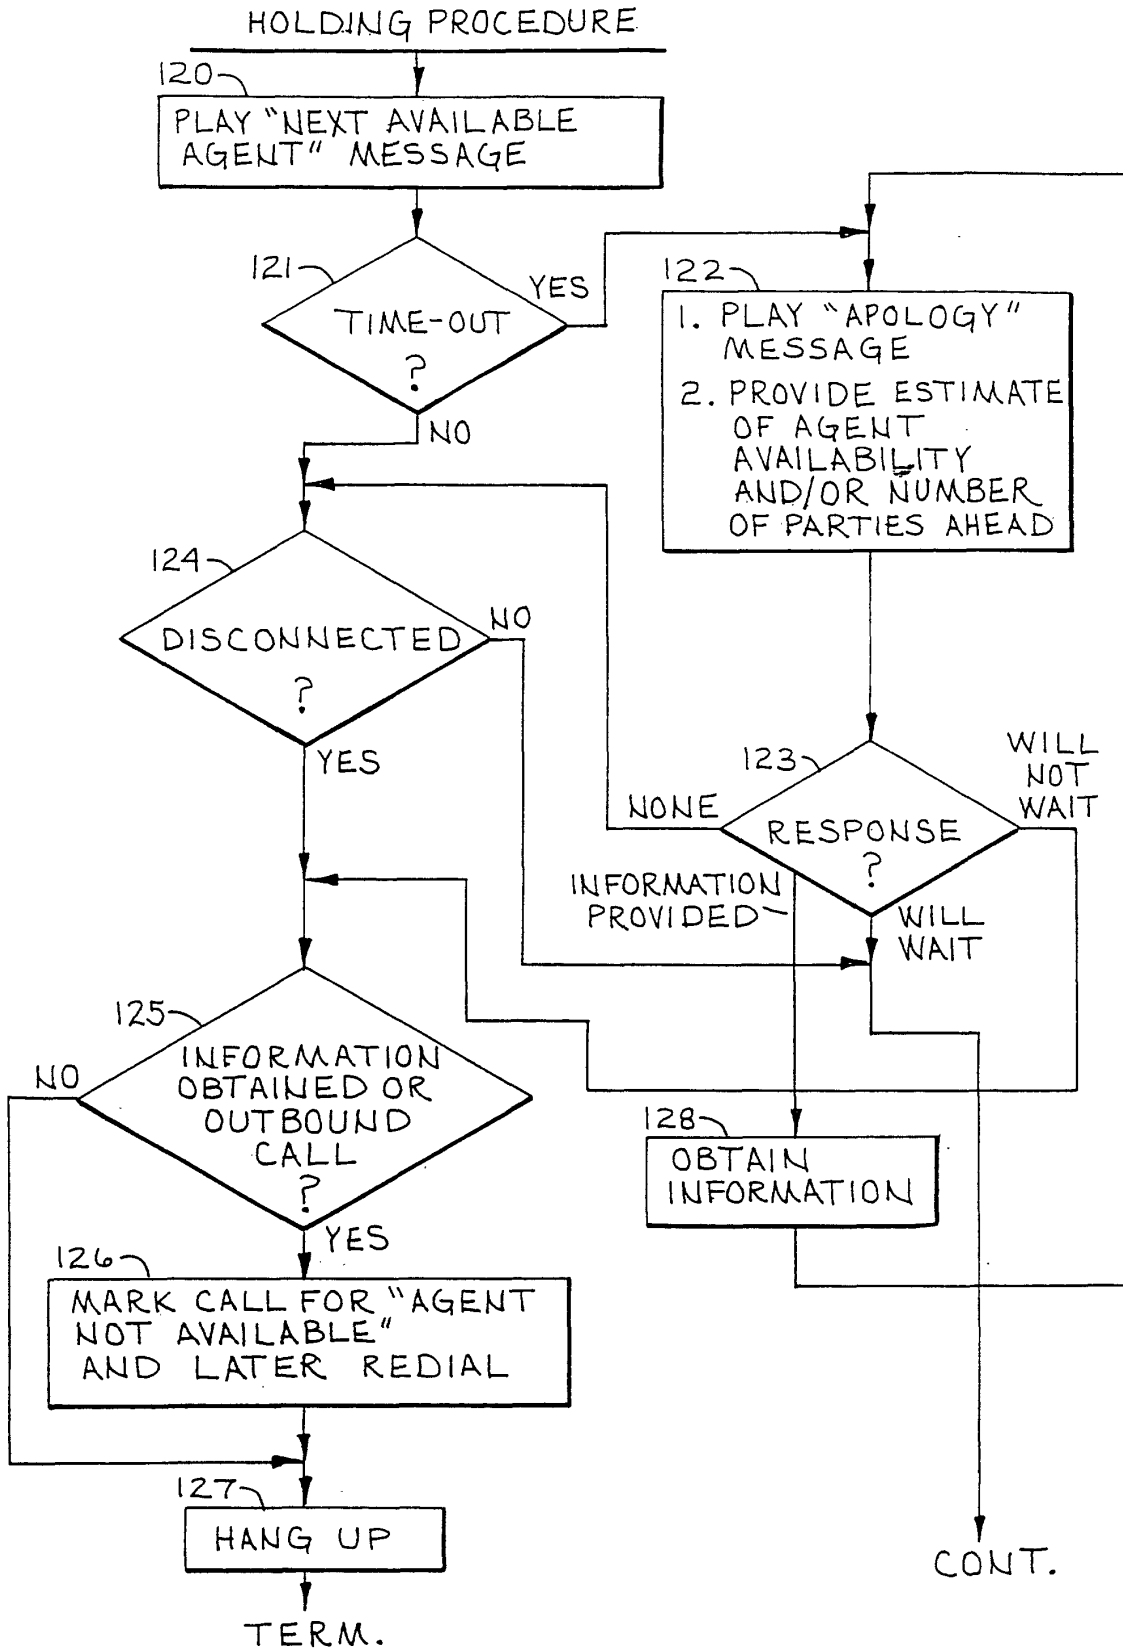 HOLDING PROCEDURE
120
PLAY "NEXT AVAILABLE
AGENT" MESSAGE
121
TIME-OUT
?
YES
NO
122
1. PLAY "APOLOGY"
MESSAGE
2. PROVIDE ESTIMATE
OF AGENT
AVAILABILITY
AND/OR NUMBER
OF PARTIES AHEAD
124
DISCONNECTED
?
NO
YES
123
RESPONSE
?
NONE
WILL
NOT
WAIT
INFORMATION
PROVIDED
WILL
WAIT
125
INFORMATION
OBTAINED OR
OUTBOUND
CALL
?
NO
YES
128
OBTAIN
INFORMATION
126
MARK CALL FOR "AGENT
NOT AVAILABLE"
AND LATER REDIAL
127
HANG UP
TERM.
CONT.